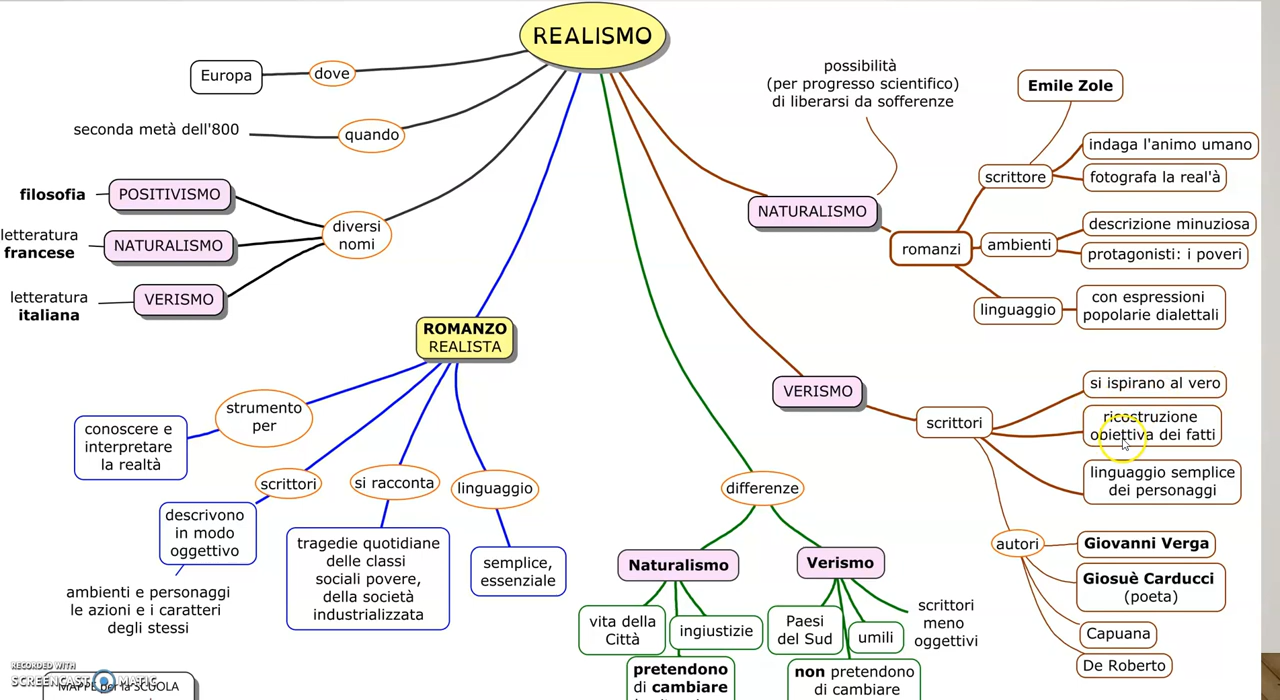 REALISMO
Europa
dove
seconda metà dell'800
quando
filosofia
POSITIVISMO
letteratura
francese
NATURALISMO
letteratura
italiana
VERISMO
diversi
nomi
ROMANZO
REALISTA
strumento
per
conoscere e
interpretare
la realtà
scrittori
descrivono
in modo
oggettivo
ambienti e personaggi
le azioni e i caratteri
degli stessi
si racconta
tragedie quotidiane
delle classi
sociali povere,
della società
industrializzata
linguaggio
semplice,
essenziale
differenze
Naturalismo
vita della
Città
ingiustizie
pretendono
di cambiare
Verismo
Paesi
del Sud
umili
scrittori
meno
oggettivi
non pretendono
di cambiare
possibilità
(per progresso scientifico)
di liberarsi da sofferenze
NATURALISMO
romanzi
scrittore
Emile Zole
indaga l'animo umano
fotografa la real'à
ambienti
descrizione minuziosa
protagonisti: i poveri
linguaggio
con espressioni
popolarie dialettali
VERISMO
scrittori
si ispirano al vero
ricostruzione
obiettiva dei fatti
linguaggio semplice
dei personaggi
autori
Giovanni Verga
Giosuè Carducci
(poeta)
Capuana
De Roberto
RECORDED WITH
SCREENCAST MATIC
MAPPE per la SCUOLA